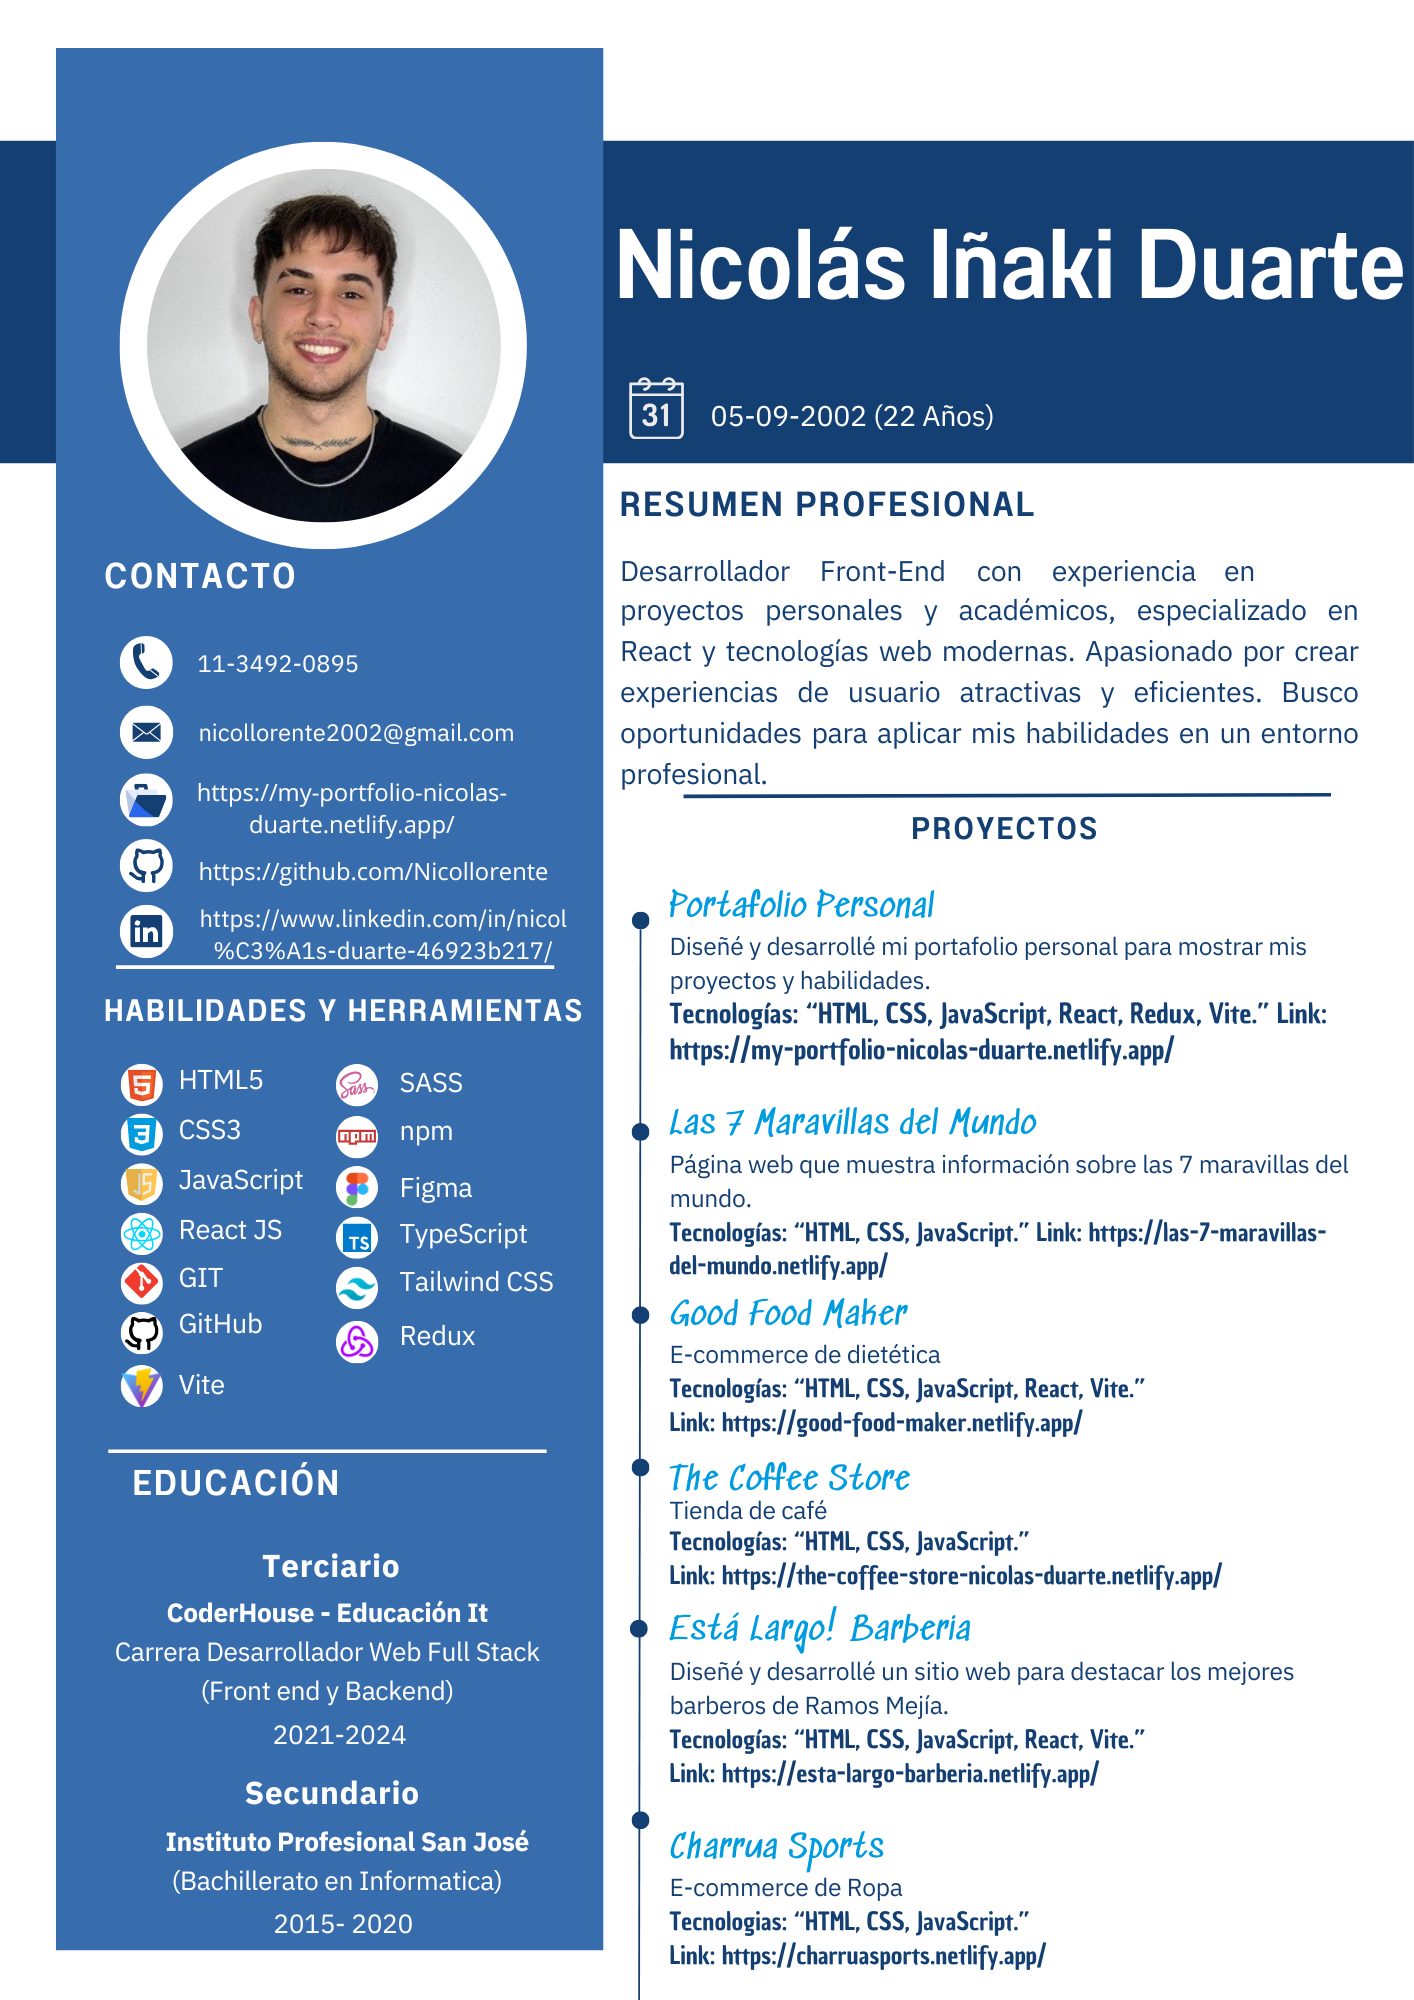 Nicolás Iñaki Duarte
31
05-09-2002 (22 Años)
CONTACTO
11-3492-0895
nicollorente2002@gmail.com
https://my-portfolio-nicolas-
duarte.netlify.app/
https://github.com/Nicollorente
in
https://www.linkedin.com/in/nicol
%C3%A1s-duarte-46923b217/
HABILIDADES Y HERRAMIENTAS
5
HTML5
3
CSS3
JS
JavaScript
React JS
GIT
GitHub
Vite
Sass
SASS
npm
npm
Figma
TS
TypeScript
Tailwind CSS
Redux
EDUCACIÓN
Terciario
CoderHouse - Educación It
Carrera Desarrollador Web Full Stack
(Front end y Backend)
2021-2024
Secundario
Instituto Profesional San José
(Bachillerato en Informatica)
2015- 2020
RESUMEN PROFESIONAL
Desarrollador Front-End con experiencia en
proyectos personales y académicos, especializado en
React y tecnologías web modernas. Apasionado por crear
experiencias de usuario atractivas y eficientes. Busco
oportunidades para aplicar mis habilidades en un entorno
profesional.
PROYECTOS
Portafolio Personal
Diseñé y desarrollé mi portafolio personal para mostrar mis
proyectos y habilidades.
Tecnologías: “HTML, CSS, JavaScript, React, Redux, Vite.” Link:
https://my-portfolio-nicolas-duarte.netlify.app/
Las 7 Maravillas del Mundo
Página web que muestra información sobre las 7 maravillas del
mundo.
Tecnologías: “HTML, CSS, JavaScript.” Link: https://las-7-maravillas-
del-mundo.netlify.app/
Good Food Maker
E-commerce de dietética
Tecnologías: “HTML, CSS, JavaScript, React, Vite.”
Link: https://good-food-maker.netlify.app/
The Coffee Store
Tienda de café
Tecnologías: “HTML, CSS, JavaScript.”
Link: https://the-coffee-store-nicolas-duarte.netlify.app/
Está Largo! Barberia
Diseñé y desarrollé un sitio web para destacar los mejores
barberos de Ramos Mejía.
Tecnologías: “HTML, CSS, JavaScript, React, Vite.”
Link: https://esta-largo-barberia.netlify.app/
Charrua Sports
E-commerce de Ropa
Tecnologias: “HTML, CSS, JavaScript.”
Link: https://charruasports.netlify.app/